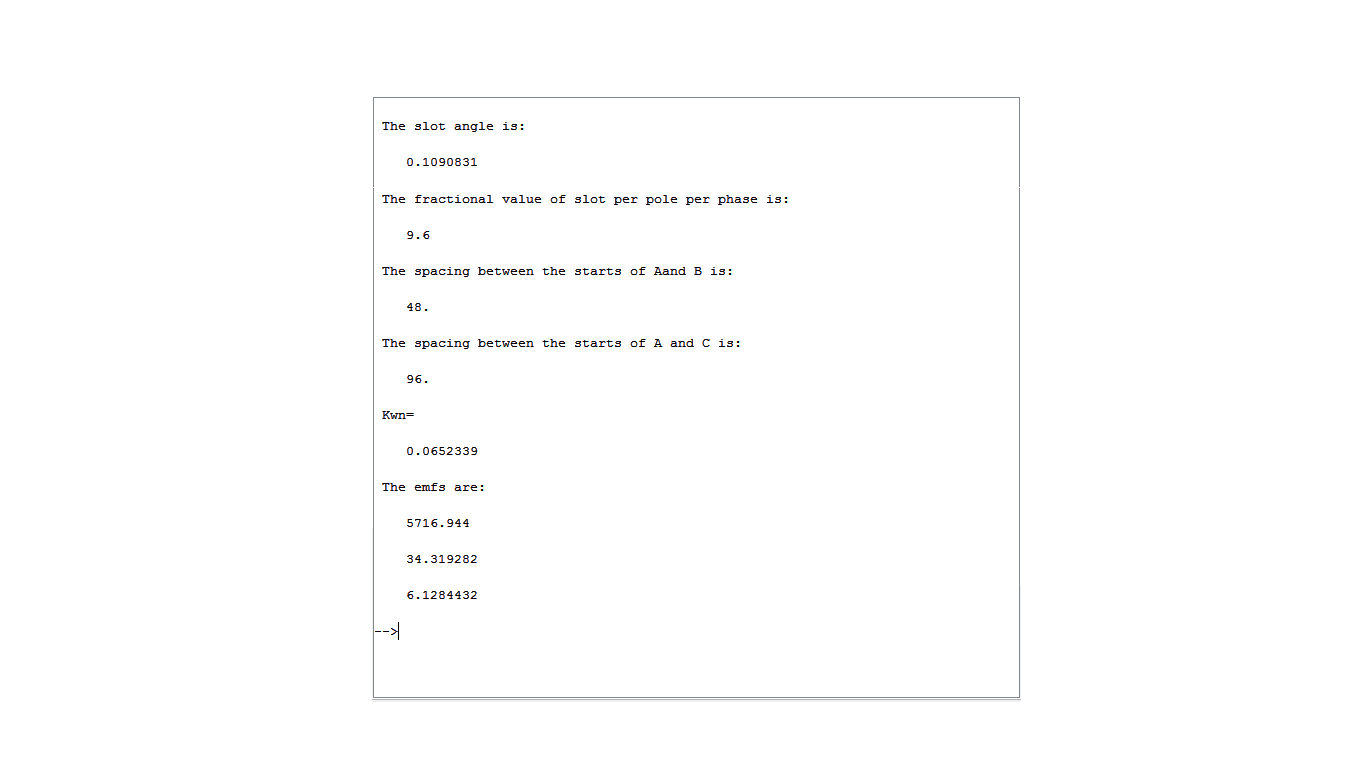 The slot angle is:
0.1090831
The fractional value of slot per pole per phase is:
9.6
The spacing between the starts of Aand B is:
48.
The spacing between the starts of A and C is:
96.
Kwn=
0.0652339
The emfs are:
5716.944
34.319282
6.1284432
-->